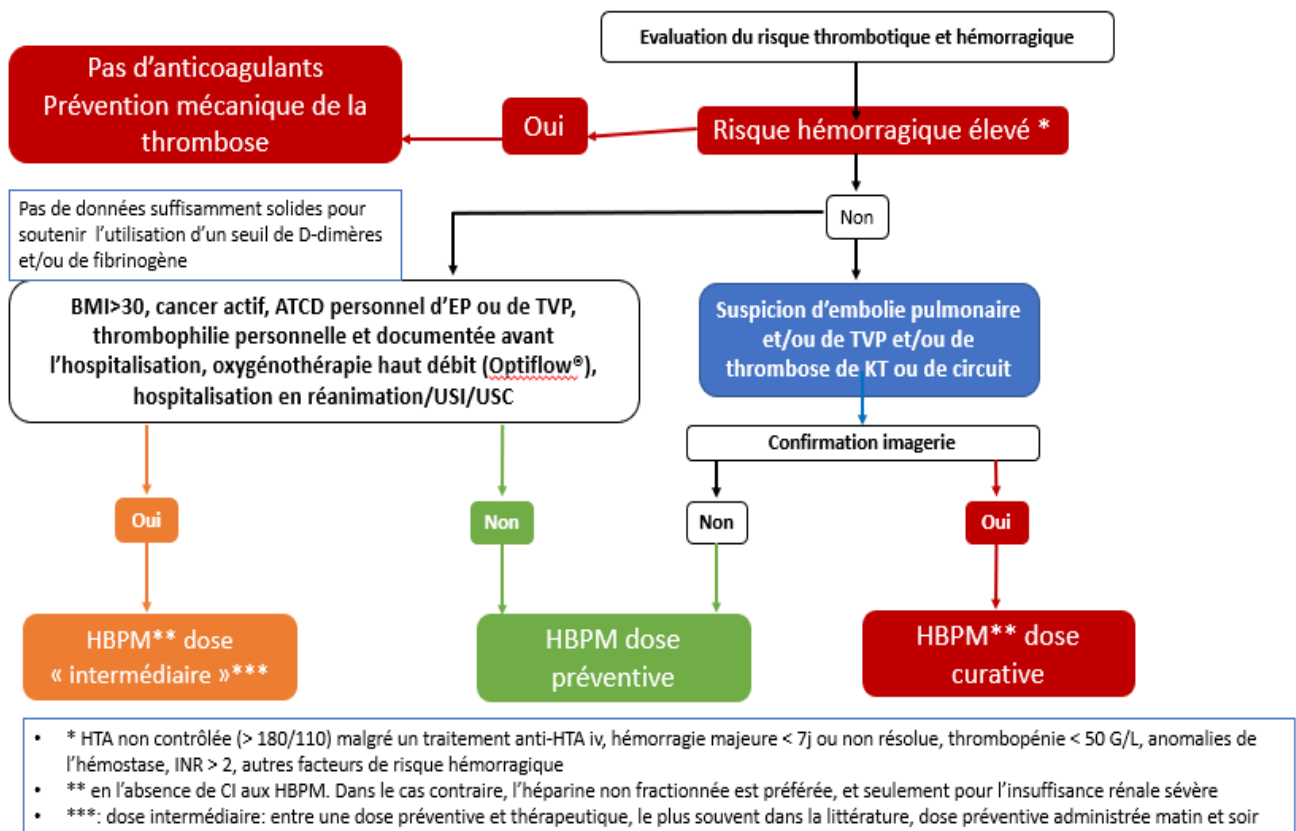 Evaluation du risque thrombotique et hémorragique
Pas d’anticoagulants
Prévention mécanique de la
thrombose
Oui
Risque hémorragique élevé *
Non
Pas de données suffisamment solides pour
soutenir l’utilisation d’un seuil de D-dimères
et/ou de fibrinogène
BMI>30, cancer actif, ATCD personnel d’EP ou de TVP,
thrombophilie personnelle et documentée avant
l’hospitalisation, oxygénothérapie haut débit (Optiflow®),
hospitalisation en réanimation/USI/USC
Suspicion d’embolie pulmonaire
et/ou de TVP et/ou de
thrombose de KT ou de circuit
Confirmation imagerie
Oui
Non
Non
Oui
HBPM** dose
« intermédiaire »***
HBPM dose
préventive
HBPM** dose
curative
• * HTA non contrôlée (> 180/110) malgré un traitement anti-HTA iv, hémorragie majeure < 7j ou non résolue, thrombopénie < 50 G/L, anomalies de
l’hémostase, INR > 2, autres facteurs de risque hémorragique
• ** en l’absence de CI aux HBPM. Dans le cas contraire, l’héparine non fractionnée est préférée, et seulement pour l’insuffisance rénale sévère
• ***: dose intermédiaire: entre une dose préventive et thérapeutique, le plus souvent dans la littérature, dose préventive administrée matin et soir